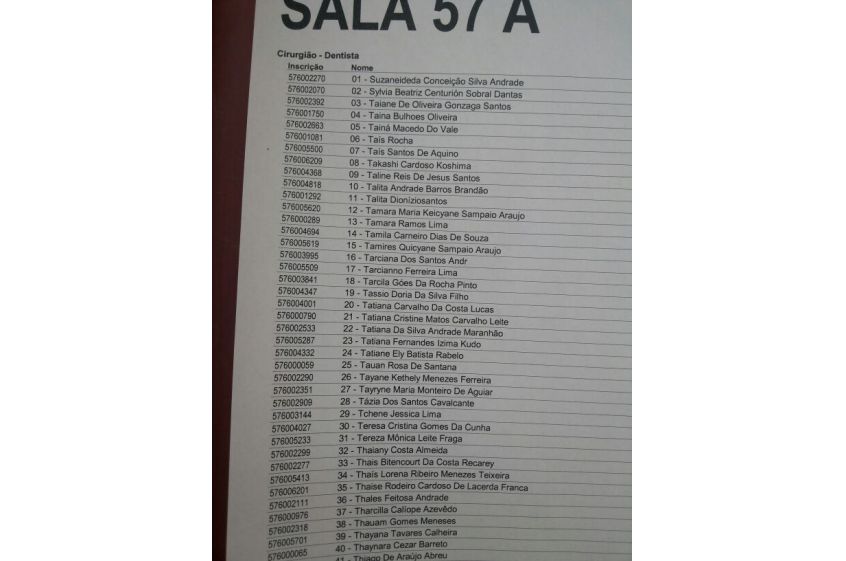 SALA 57 A
Cirurgião - Dentista
Inscrição Nome
576002270 01 - Suzaneideda Conceição Silva Andrade
576002070 02 - Sylvia Beatriz Centurión Sobral Dantas
576002392 03 - Taiane De Oliveira Gonzaga Santos
576001750 04 - Taina Bulhoes Oliveira
576002663 05 - Tainá Macedo Do Vale
576001081 06 - Taís Rocha
576005500 07 - Taís Santos De Aquino
576006209 08 - Takashi Cardoso Koshima
576004368 09 - Taline Reis De Jesus Santos
576004818 10 - Talita Andrade Barros Brandão
576001292 11 - Talita Dioníziosantos
576005620 12 - Tamara Maria Keicyane Sampaio Araujo
576000289 13 - Tamara Ramos Lima
576004694 14 - Tamila Carneiro Dias De Souza
576005619 15 - Tamires Quicyane Sampaio Araujo
576003995 16 - Tarciana Dos Santos Andr
576005509 17 - Tarcianno Ferreira Lima
576003841 18 - Tarcila Góes Da Rocha Pinto
576004347 19 - Tassio Doria Da Silva Filho
576004001 20 - Tatiana Carvalho Da Costa Lucas
576000790 21 - Tatiana Cristine Matos Carvalho Leite
576002533 22 - Tatiana Da Silva Andrade Maranhão
576005287 23 - Tatiana Fernandes Izima Kudo
576004332 24 - Tatiane Ely Batista Rabelo
576000059 25 - Tauan Rosa De Santana
576002290 26 - Tayane Kethely Menezes Ferreira
576002351 27 - Tayryne Maria Monteiro De Aguiar
576002909 28 - Tázia Dos Santos Cavalcante
576003144 29 - Tchene Jessica Lima
576004027 30 - Teresa Cristina Gomes Da Cunha
576005233 31 - Tereza Mônica Leite Fraga
576002299 32 - Thaiany Costa Almeida
576002277 33 - Thais Bitencourt Da Costa Recarey
576005413 34 - Thaís Lorena Ribeiro Menezes Teixeira
576006201 35 - Thaise Rodeiro Cardoso De Lacerda Franca
576002111 36 - Thales Feitosa Andrade
576000976 37 - Tharcilla Calíope Azevêdo
576002318 38 - Thauam Gomes Meneses
576005701 39 - Thayana Tavares Calheira
576000065 40 - Thaynara Cezar Barreto
41 - Thiago De Araújo Abreu